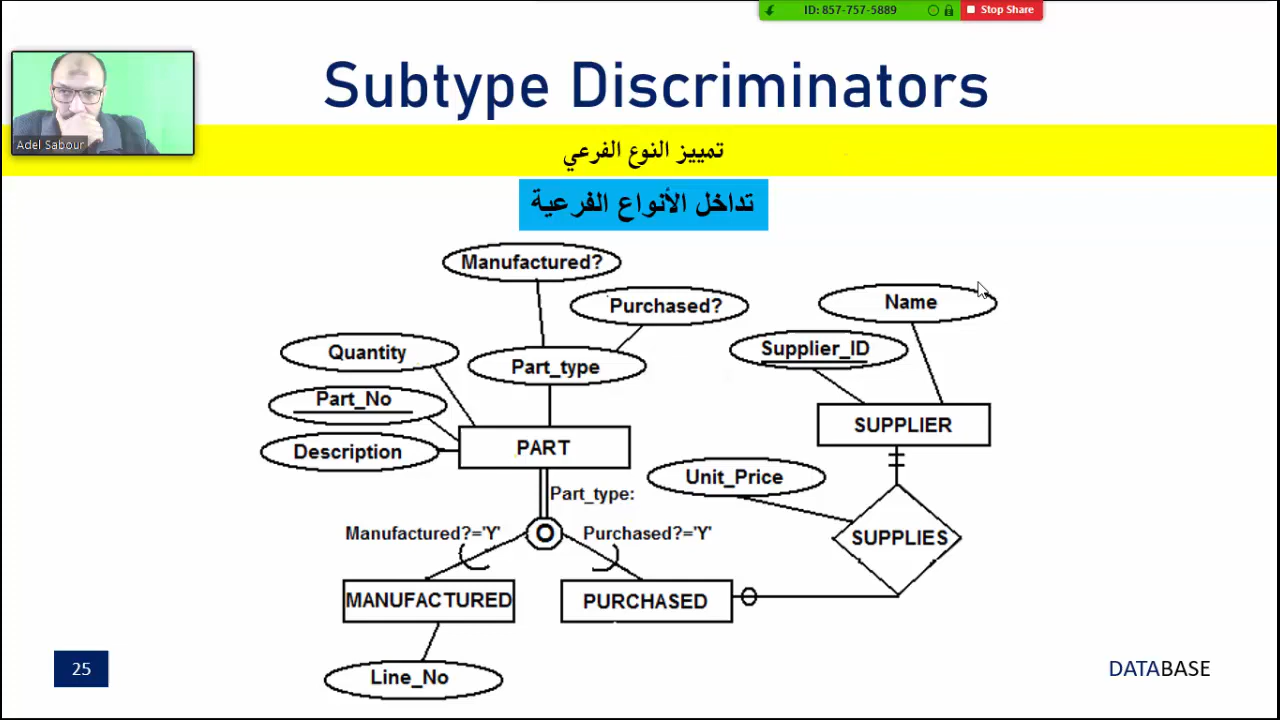 ID: 857-757-5889
Stop Share
Subtype Discriminators
Adel Sabour
تمييز النوع الفرعي
تداخل الأنواع الفرعية
Manufactured?
Purchased?
Name
Quantity
Part_type
Supplier_ID
Part_No
Description
PART
SUPPLIER
Unit_Price
Part_type:
Manufactured?='Y'
O
Purchased?='Y'
SUPPLIES
MANUFACTURED
PURCHASED
Line_No
25
DATABASE